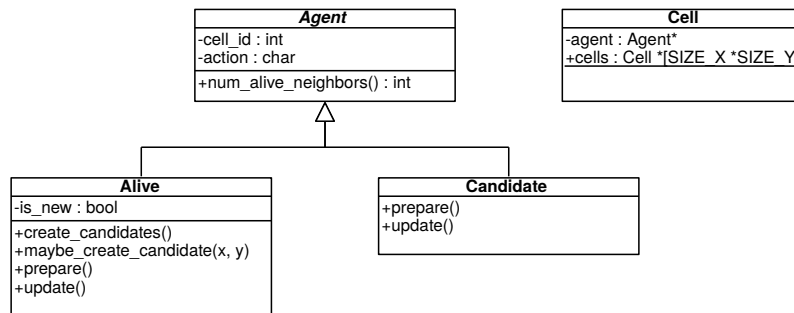 Agent
-cell_id : int
-action : char
+num_alive_neighbors() : int
Cell
-agent : Agent*
+cells : Cell *[SIZE_X *SIZE_Y
Alive
-is_new : bool
+create_candidates()
+maybe_create_candidate(x, y)
+prepare()
+update()
Candidate
+prepare()
+update()